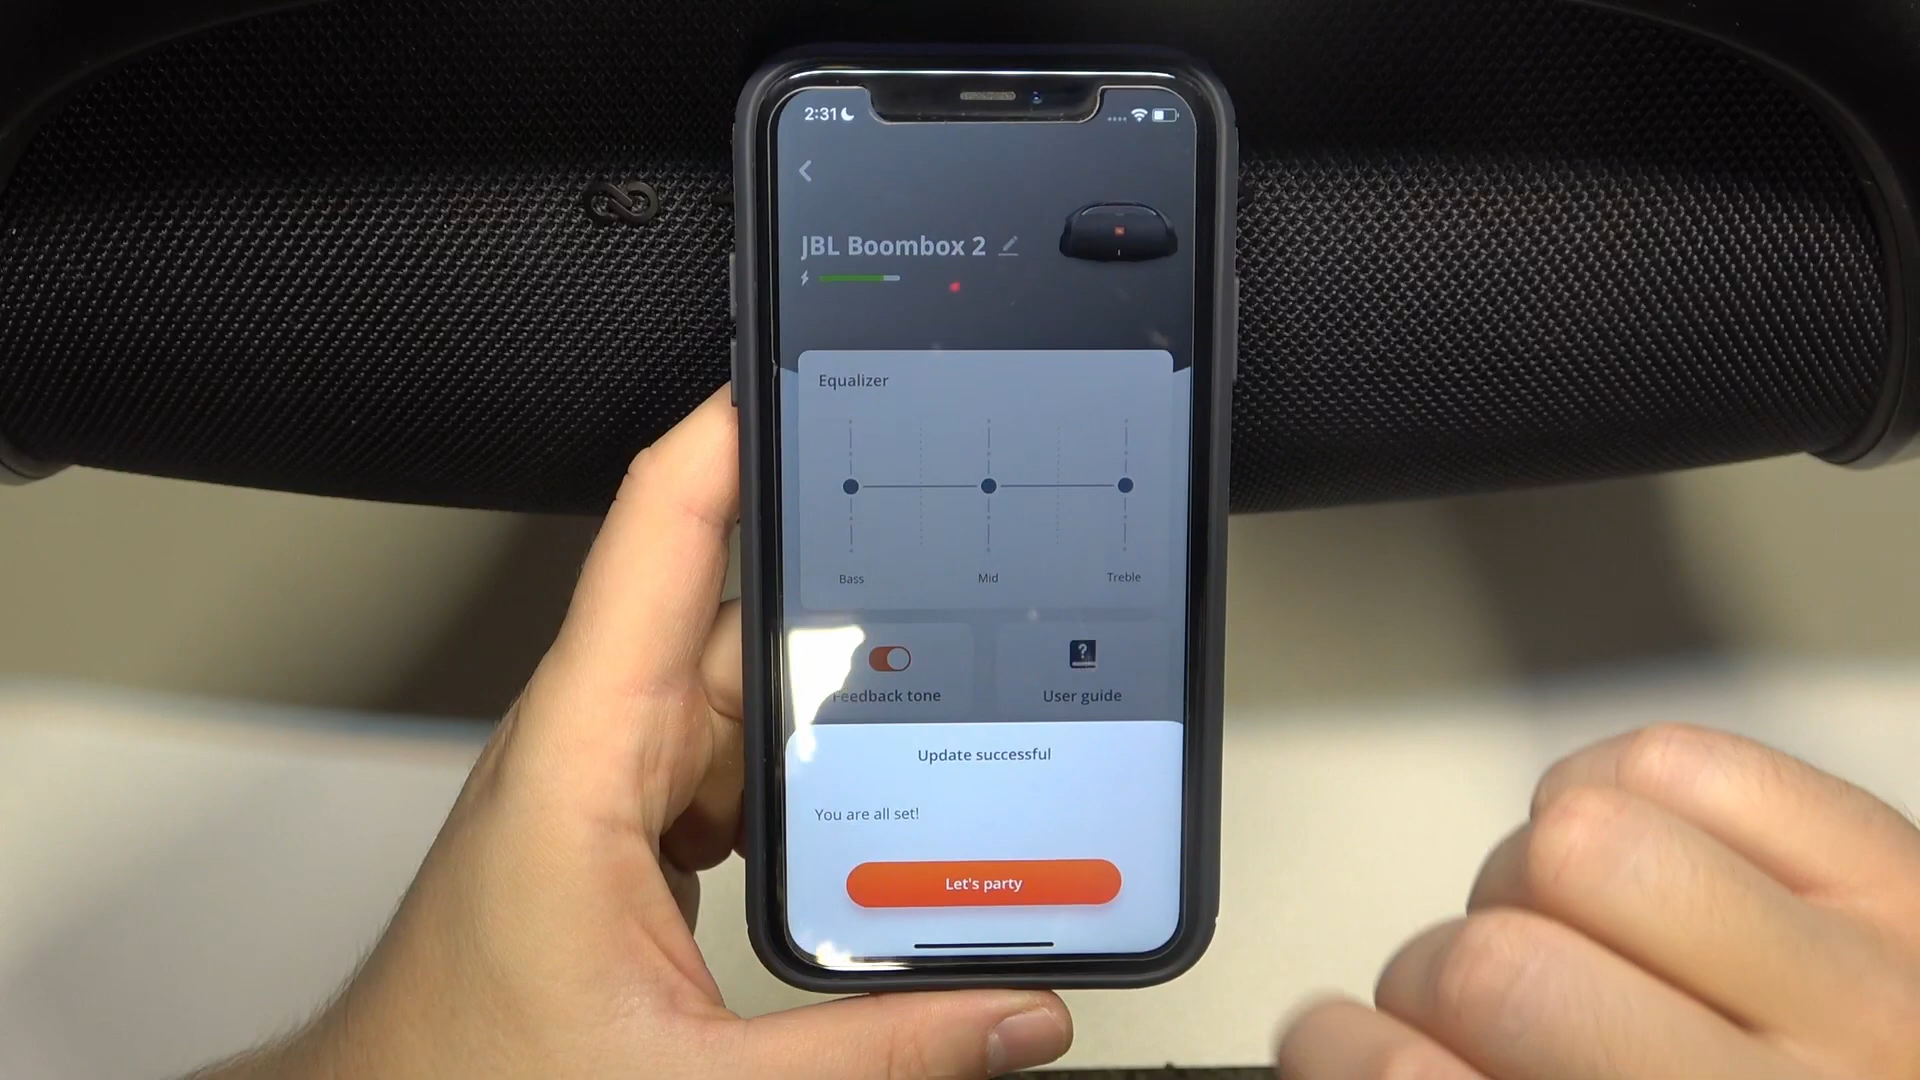 2:31
JBL Boombox 2
Equalizer
Bass Mid Treble
Feedback tone User guide
Update successful
You are all set!
Let's party